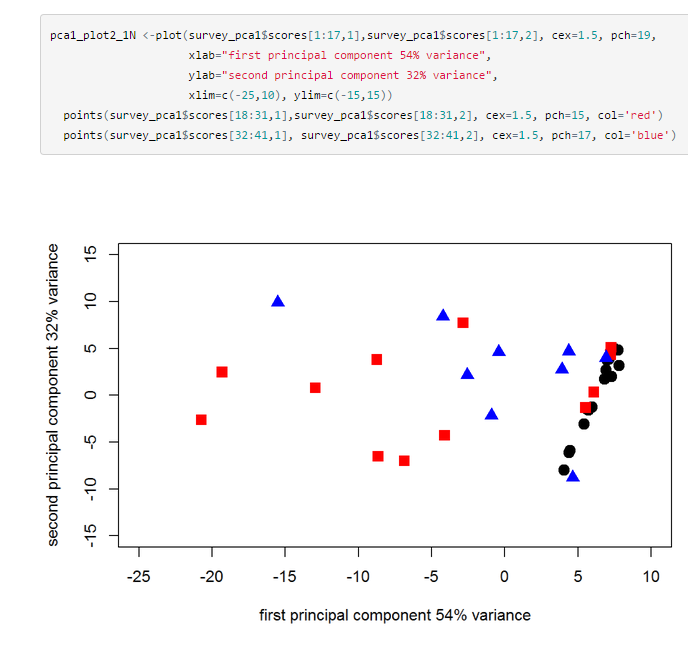 pca1_plot2_1N <-plot(survey_pca1$scores[1:17,1],survey_pca1$scores[1:17,2], cex=1.5, pch=19,
xlab="first principal component 54% variance",
ylab="second principal component 32% variance",
xlim=c(-25,10), ylim=c(-15,15))
points(survey_pca1$scores[18:31,1],survey_pca1$scores[18:31,2], cex=1.5, pch=15, col='red')
points(survey_pca1$scores[32:41,1], survey_pca1$scores[32:41,2], cex=1.5, pch=17, col='blue')
second principal component 32% variance
15
10
5
0
-5
-10
-15
-25 -20 -15 -10 -5 0 5 10
first principal component 54% variance